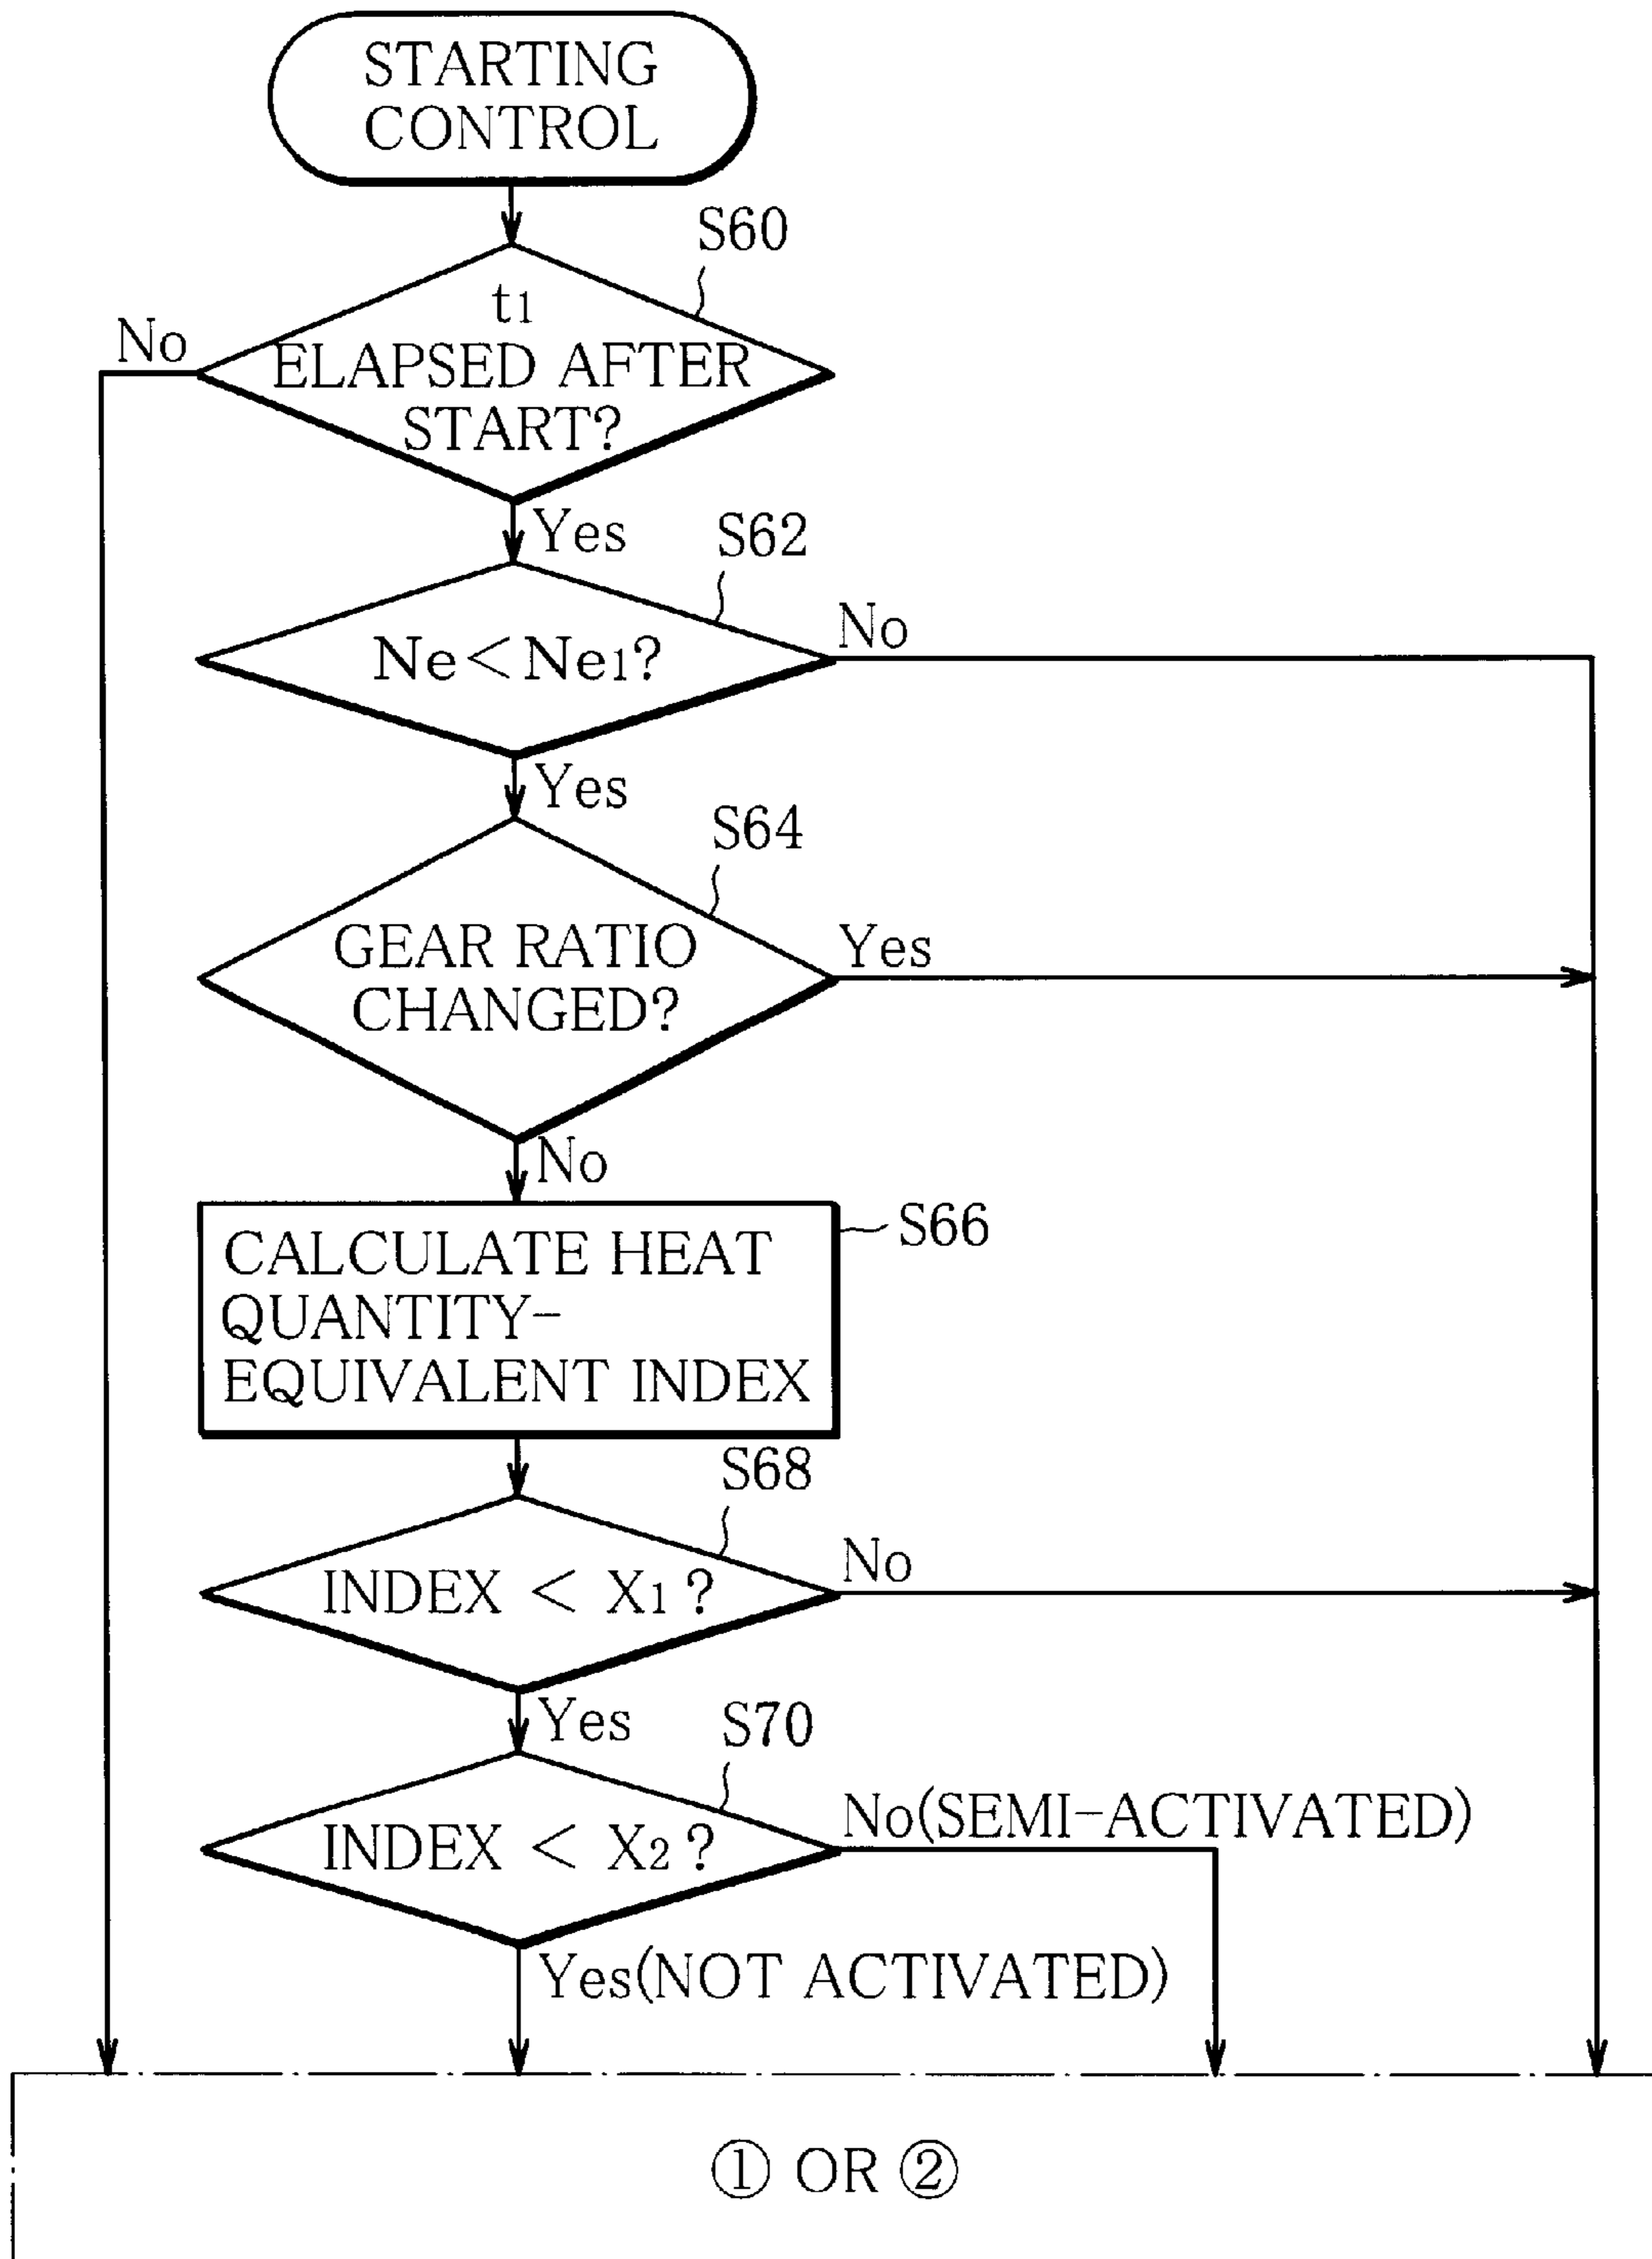 STARTING
CONTROL
S60
t1
No
ELAPSED AFTER
START?
Yes
S62
No
Ne<Ne1?
Yes
S64
GEAR RATIO
CHANGED?
Yes
No
S66
CALCULATE HEAT
QUANTITY-
EQUIVALENT INDEX
S68
No
INDEX < X1 ?
Yes
S70
No(SEMI-ACTIVATED)
INDEX < X2 ?
Yes(NOT ACTIVATED)
① OR ②